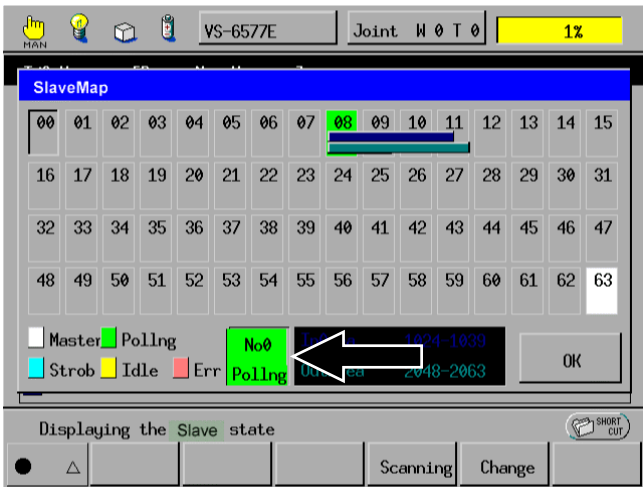 MAN VS-6577E Joint W 0 T 0 1%
SlaveMap
00 01 02 03 04 05 06 07 08 09 10 11 12 13 14 15
16 17 18 19 20 21 22 23 24 25 26 27 28 29 30 31
32 33 34 35 36 37 38 39 40 41 42 43 44 45 46 47
48 49 50 51 52 53 54 55 56 57 58 59 60 61 62 63
Master Pollng No0 1024-1039
Strob Idle Err Pollng 2048-2063 OK
Displaying the Slave state SHORT CUT
Scanning Change